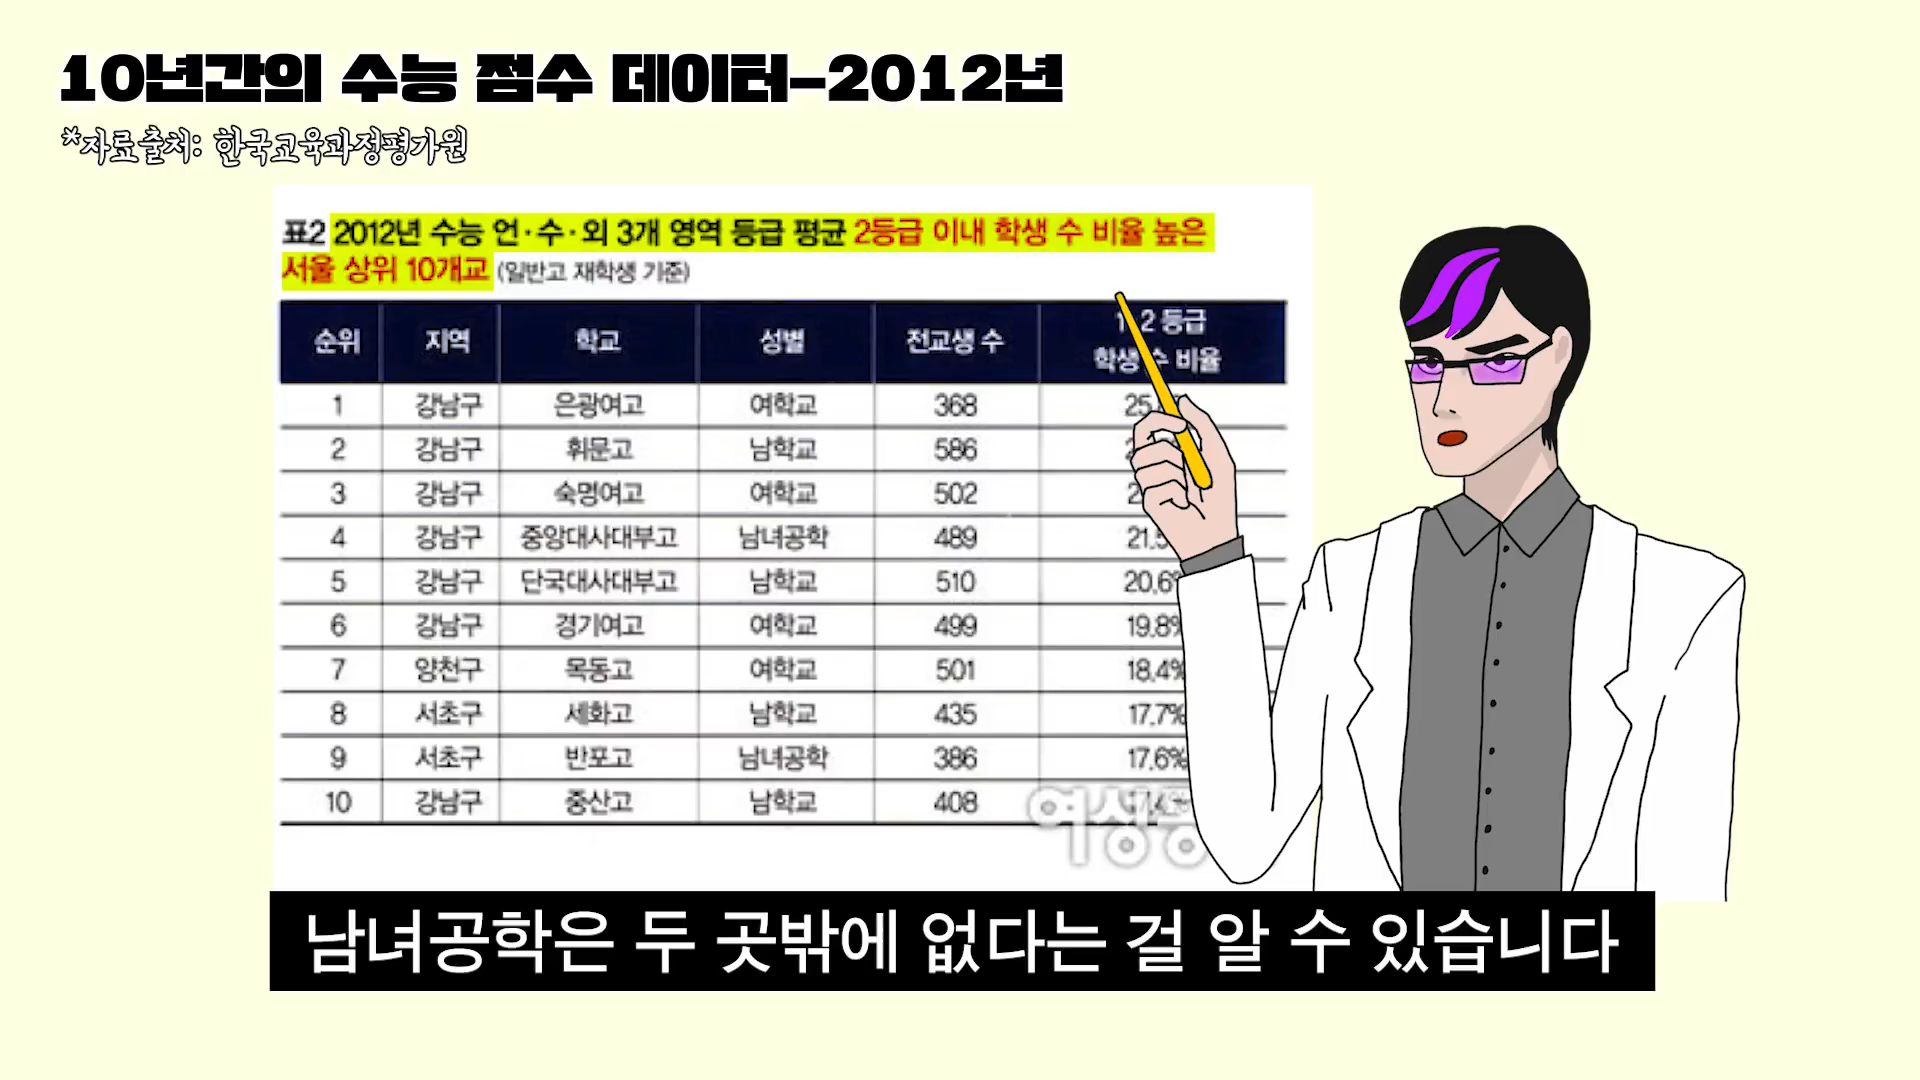 10년간의 수능 점수 데이터-2012년
*자료출처: 한국교육과정평가원
표2 2012년 수능 언·수·외 3개 영역 등급 평균 2등급 이내 학생 수 비율 높은
서울 상위 10개교 (일반고 재학생 기준)
순위 지역 학교 성별 전교생 수 2 등급
학생 수 비율
1 강남구 은광여고 여학교 368
2 강남구 휘문고 남학교 586
3 강남구 숙명여고 여학교 502
4 강남구 중앙대사대부고 남녀공학 489
5 강남구 단국대사대부고 남학교 510 20.6%
6 강남구 경기여고 여학교 499 19.8%
7 양천구 목동고 여학교 501 18.4%
8 서초구 세화고 남학교 435 17.7%
9 서초구 반포고 남녀공학 386 17.6%
10 강남구 중산고 남학교 408
남녀공학은 두 곳밖에 없다는 걸 알 수 있습니다